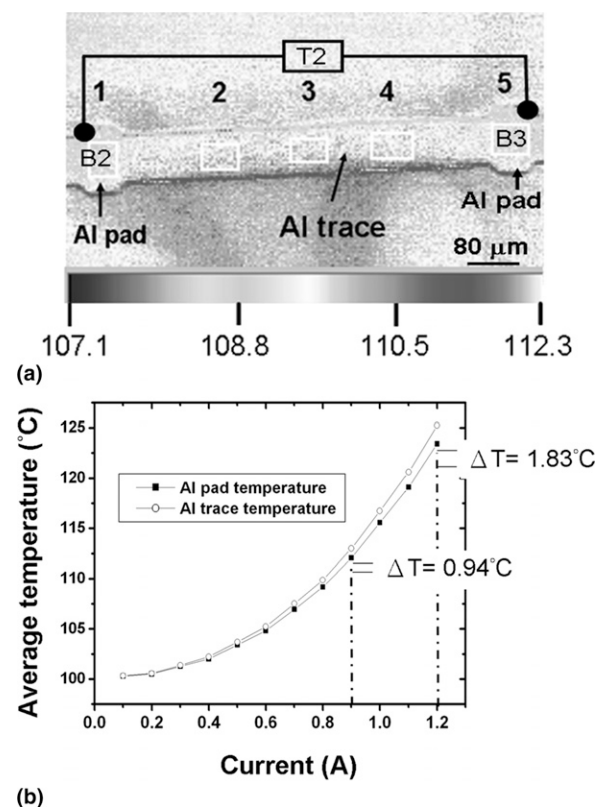 T2
1 2 3 4 5
B2 B3
Al pad Al trace Al pad
80 μm
107.1 108.8 110.5 112.3
(a)
Average temperature (°C)
125
120
115
110
105
100
Al pad temperature
Al trace temperature
Δ T= 1.83°C
Δ T= 0.94°C
0.0 0.2 0.4 0.6 0.8 1.0 1.2
Current (A)
(b)